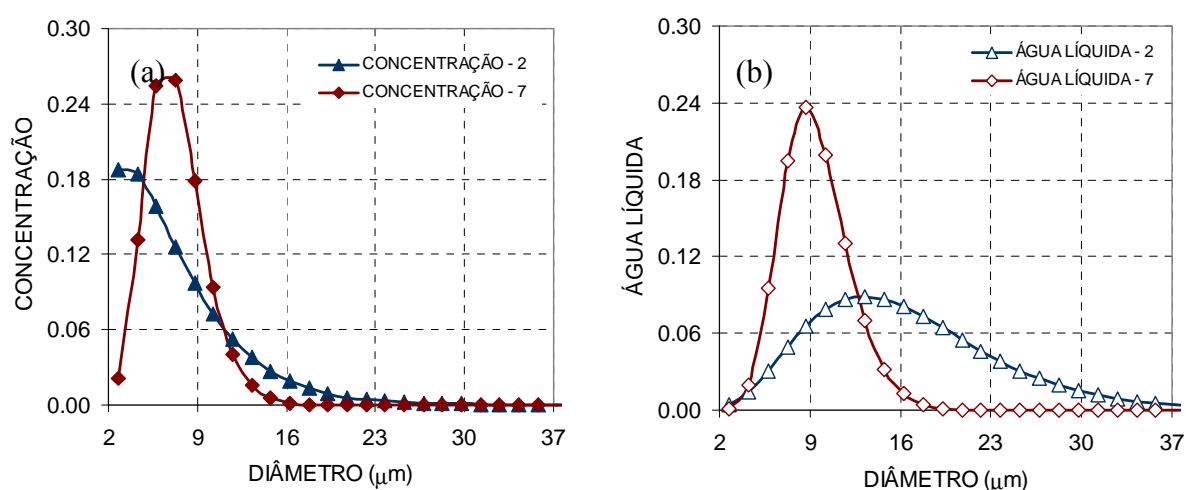 0.30
0.24
0.18
0.12
0.06
0.00
CONCENTRAÇÃO
(a)
CONCENTRAÇÃO - 2
CONCENTRAÇÃO - 7
2 9 16 23 30 37
DIÂMETRO (μm)
0.30
0.24
0.18
0.12
0.06
0.00
ÁGUA LÍQUIDA
(b)
ÁGUA LÍQUIDA - 2
ÁGUA LÍQUIDA - 7
2 9 16 23 30 37
DIÂMETRO (μm)